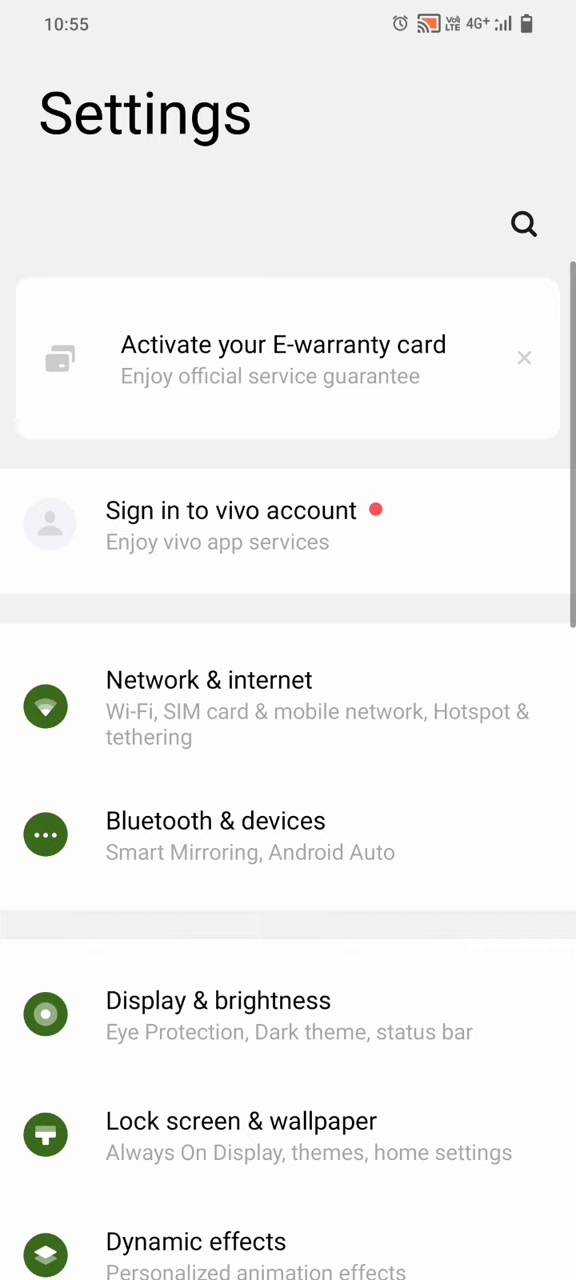 10:55
Vo)) LTE 4G+
Settings
Activate your E-warranty card
Enjoy official service guarantee
Sign in to vivo account
Enjoy vivo app services
Network & internet
Wi-Fi, SIM card & mobile network, Hotspot &
tethering
Bluetooth & devices
Smart Mirroring, Android Auto
Display & brightness
Eye Protection, Dark theme, status bar
Lock screen & wallpaper
Always On Display, themes, home settings
Dynamic effects
Personalized animation effects